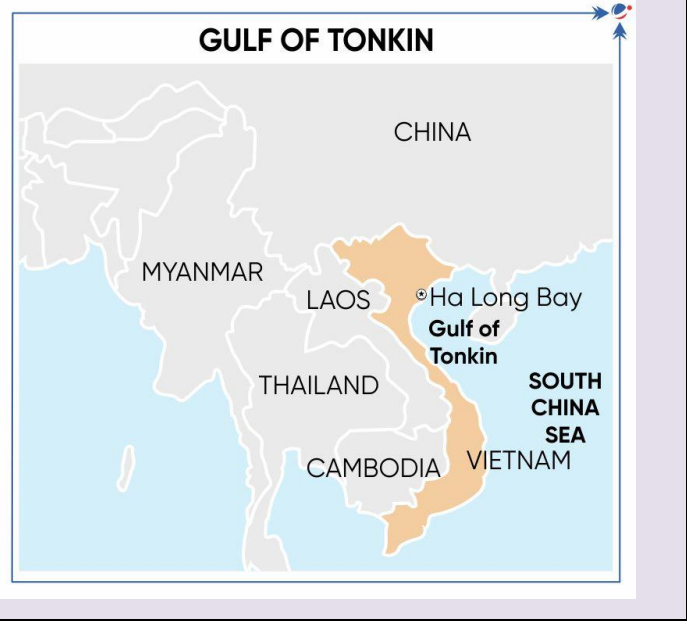 GULF OF TONKIN
CHINA
MYANMAR
LAOS
Ha Long Bay
Gulf of
Tonkin
THAILAND
SOUTH
CHINA
SEA
CAMBODIA
VIETNAM